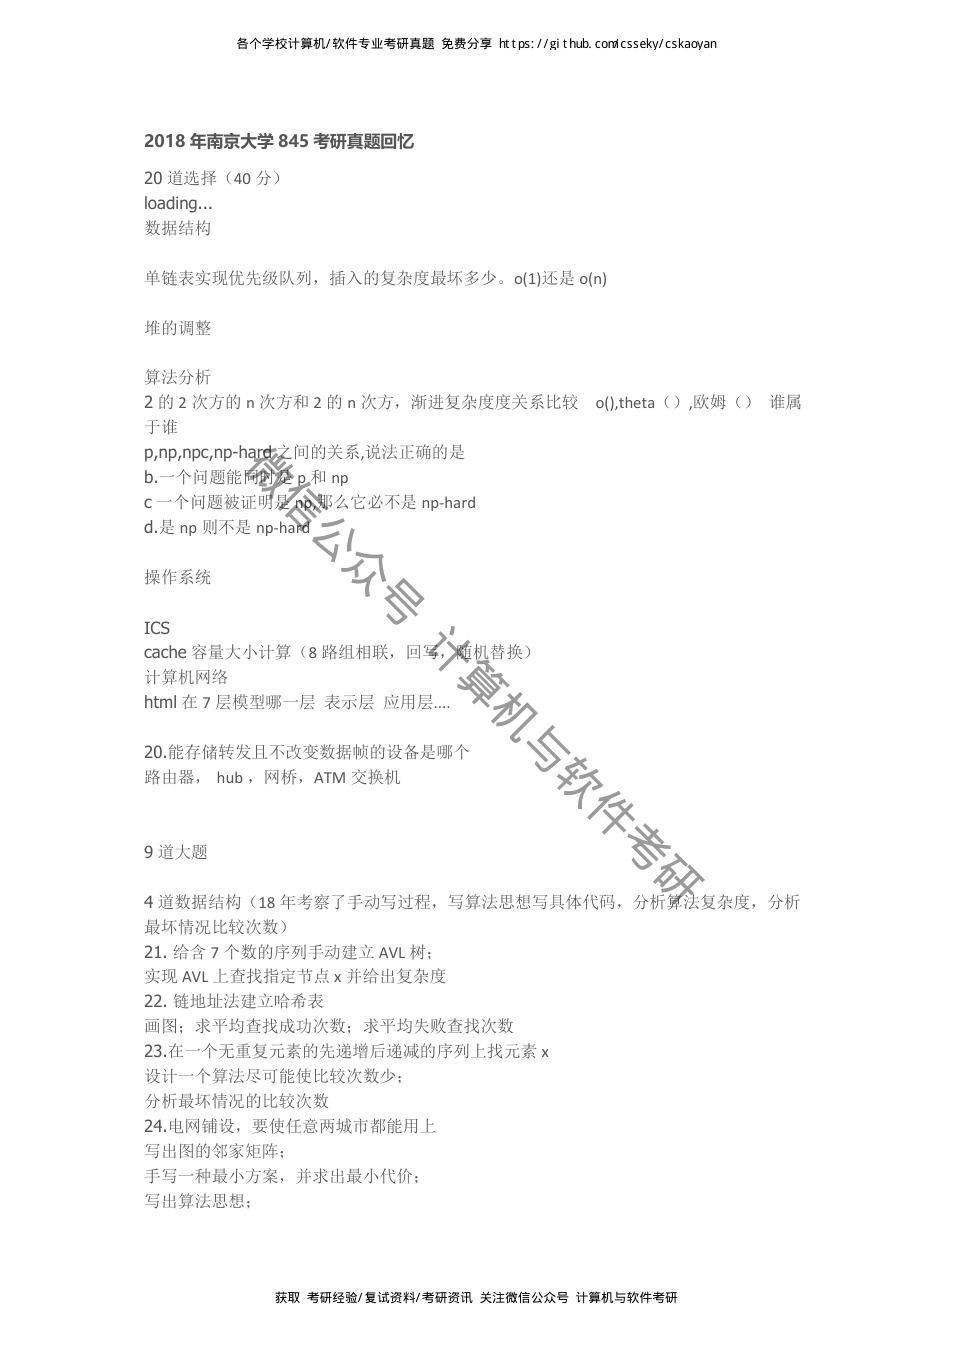 各个学校计算机/软件专业考研真题 免费分享 https://github.com/csseky/cskaoyan
2018 年南京大学 845 考研真题回忆
20 道选择（40 分）
loading...
数据结构
单链表实现优先级队列，插入的复杂度最坏多少。o(1)还是 o(n)
堆的调整
算法分析
2 的 2 次方的 n 次方和 2 的 n 次方，渐进复杂度度关系比较 o(),theta（）,欧姆（） 谁属
于谁
p,np,npc,np-hard 之间的关系,说法正确的是
b.一个问题能同时是 p 和 np
c 一个问题被证明是 np,那么它必不是 np-hard
d.是 np 则不是 np-hard
操作系统
ICS
cache 容量大小计算（8 路组相联，回写，随机替换）
计算机网络
html 在 7 层模型哪一层 表示层 应用层....
20.能存储转发且不改变数据帧的设备是哪个
路由器， hub ，网桥，ATM 交换机
9 道大题
4 道数据结构（18 年考察了手动写过程，写算法思想写具体代码，分析算法复杂度，分析
最坏情况比较次数）
21. 给含 7 个数的序列手动建立 AVL 树；
实现 AVL 上查找指定节点 x 并给出复杂度
22. 链地址法建立哈希表
画图；求平均查找成功次数；求平均失败查找次数
23.在一个无重复元素的先递增后递减的序列上找元素 x
设计一个算法尽可能使比较次数少；
分析最坏情况的比较次数
24.电网铺设，要使任意两城市都能用上
写出图的邻家矩阵；
手写一种最小方案，并求出最小代价；
写出算法思想；
微信公众号 计算机与软件考研
获取 考研经验/复试资料/考研资讯 关注微信公众号 计算机与软件考研